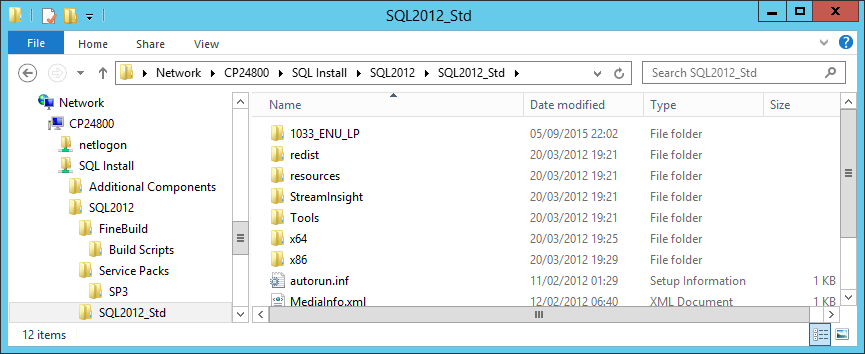 SQL2012_Std
File Home Share View
Network CP24800 SQL Install SQL2012 SQL2012_Std Search SQL2012_Std
Network
CP24800
netlogon
SQL Install
Additional Components
SQL2012
FineBuild
Build Scripts
Service Packs
SP3
SQL2012_Std
Name Date modified Type Size
1033_ENU_LP 05/09/2015 22:02 File folder
redist 20/03/2012 19:21 File folder
resources 20/03/2012 19:21 File folder
StreamInsight 20/03/2012 19:21 File folder
Tools 20/03/2012 19:21 File folder
x64 20/03/2012 19:25 File folder
x86 20/03/2012 19:29 File folder
autorun.inf 11/02/2012 01:29 Setup Information 1 KB
MediaInfo.xml 12/02/2012 06:40 XML Document 1 KB
12 items